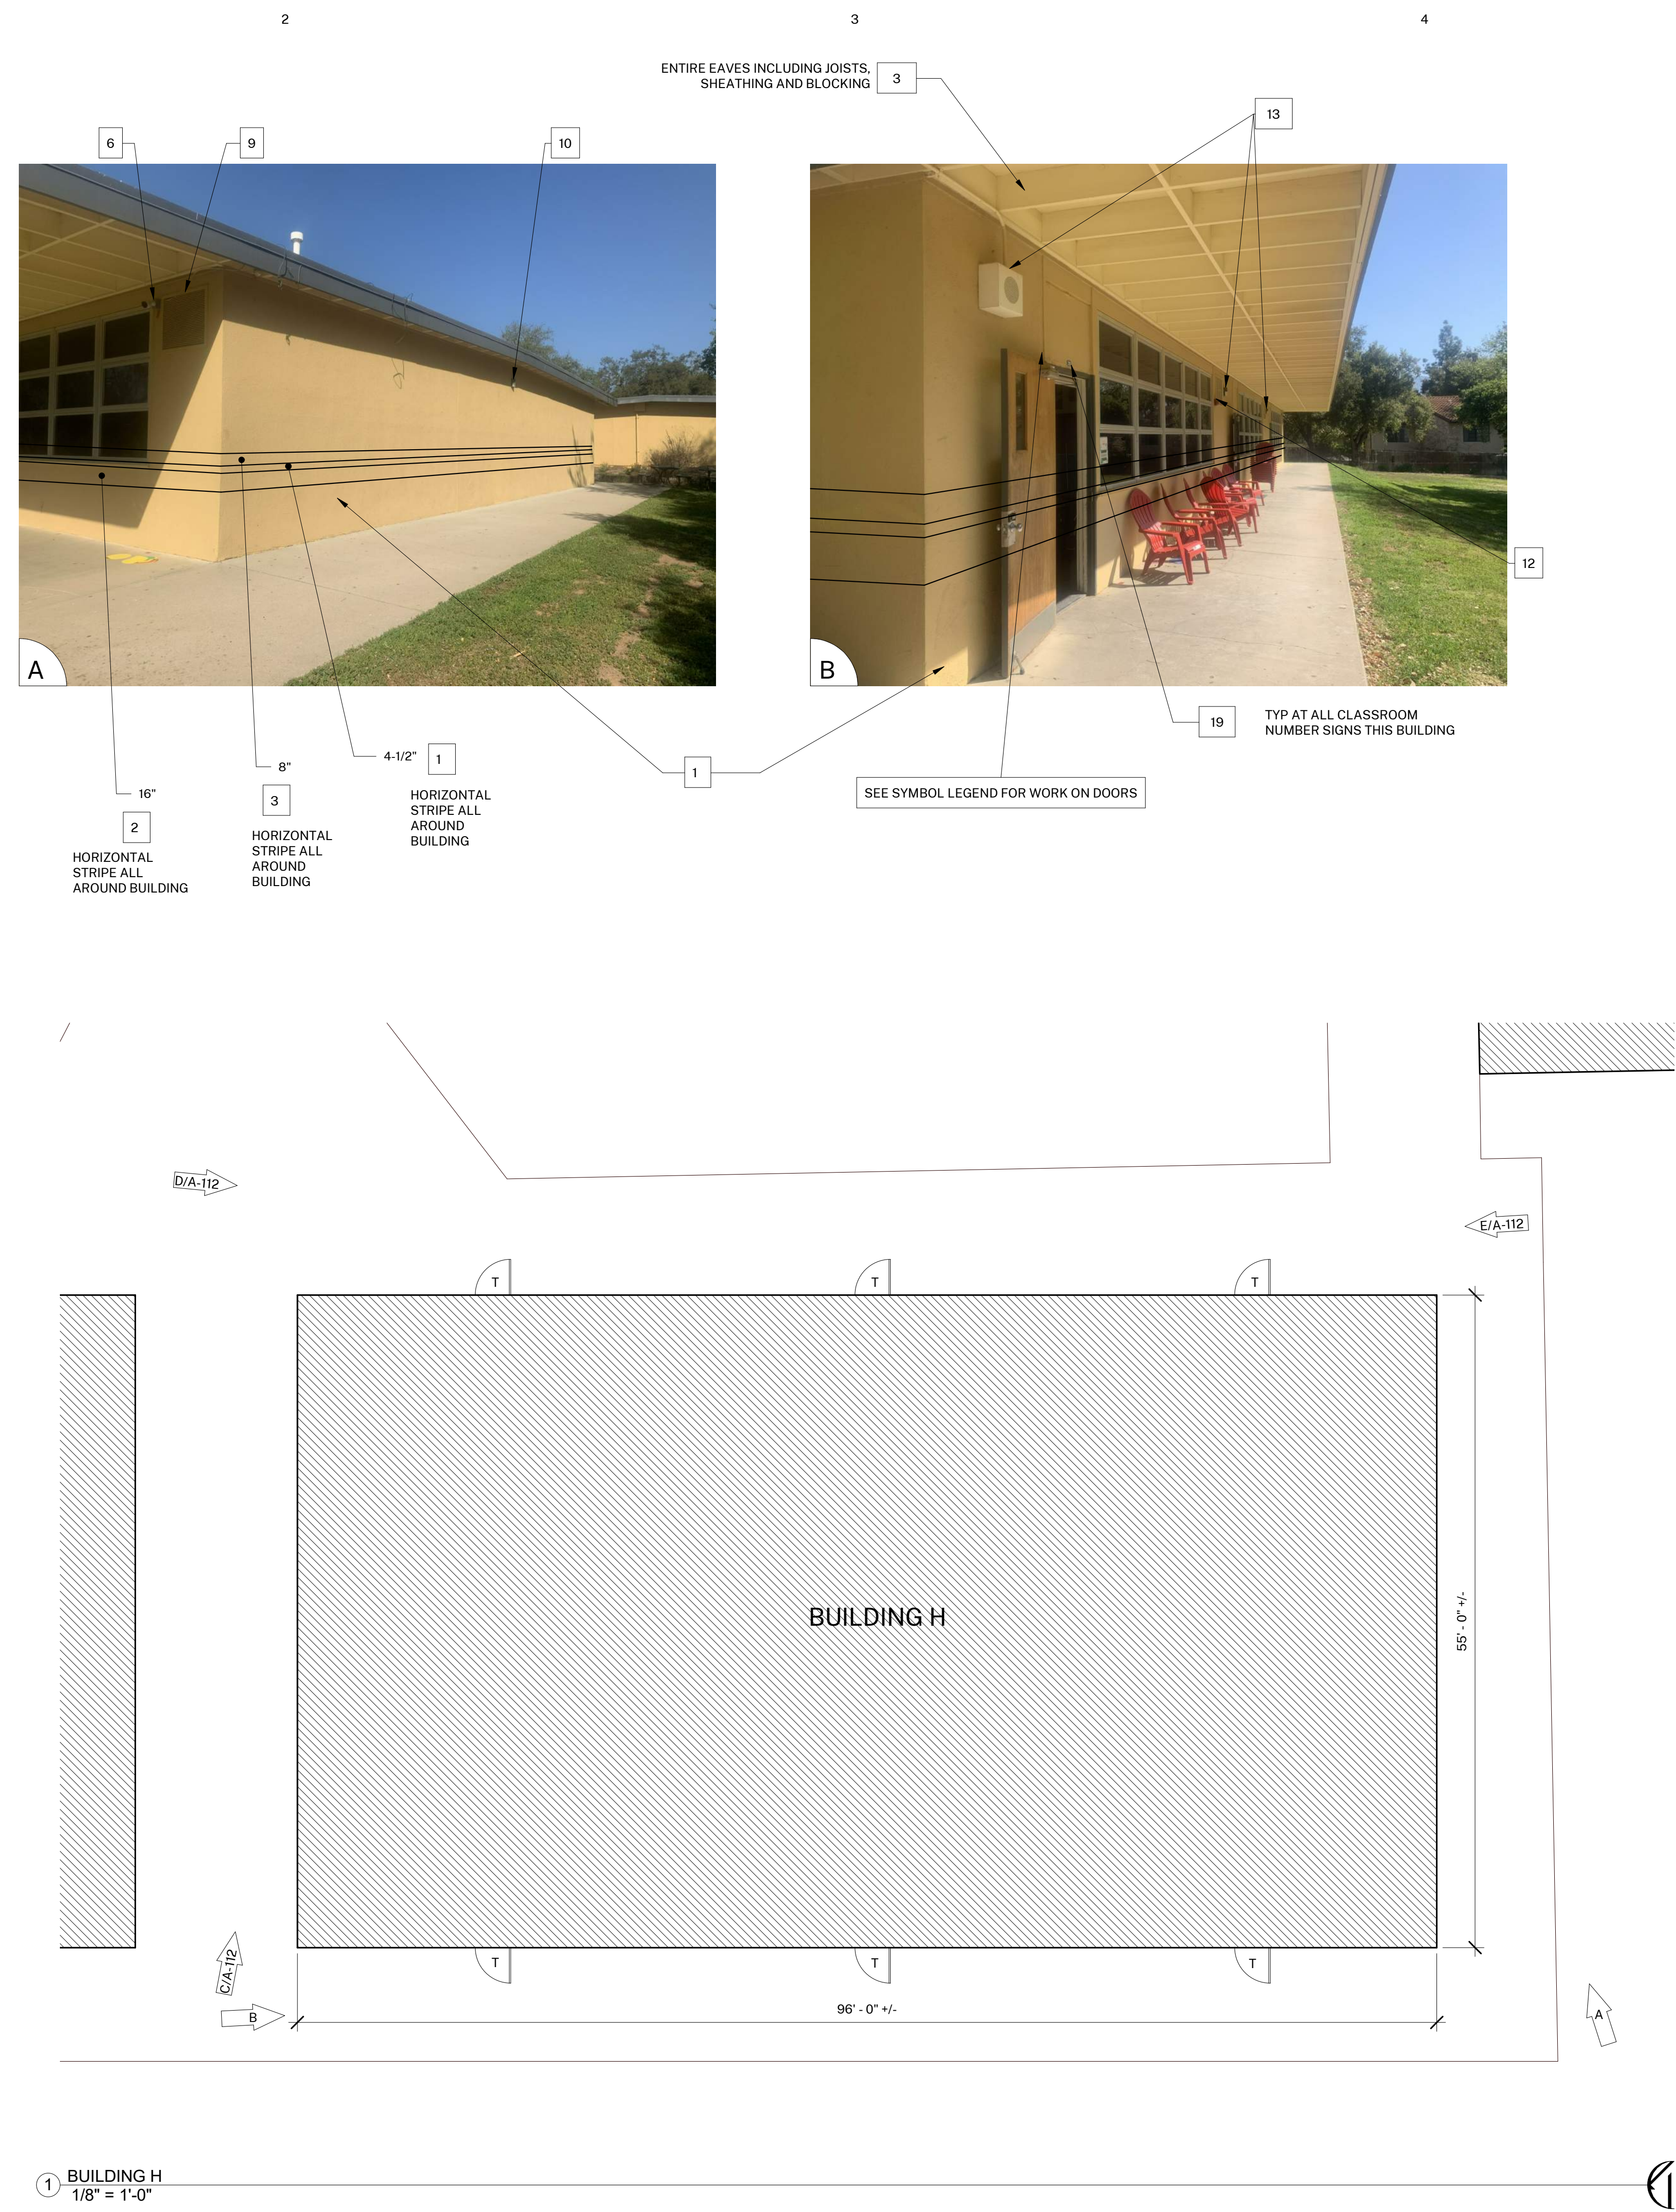 2
3
4
ENTIRE EAVES INCLUDING JOISTS,
SHEATHING AND BLOCKING
3
13
6
9
10
12
A
B
19
TYP AT ALL CLASSROOM
NUMBER SIGNS THIS BUILDING
4-1/2"
1
HORIZONTAL
STRIPE ALL
AROUND
BUILDING
8"
3
HORIZONTAL
STRIPE ALL
AROUND
BUILDING
16"
2
HORIZONTAL
STRIPE ALL
AROUND BUILDING
1
SEE SYMBOL LEGEND FOR WORK ON DOORS
D/A-112
E/A-112
T
T
T
BUILDING H
55' - 0" +/-
T
T
T
C/A-112
B
96' - 0" +/-
A
1
BUILDING H
1/8" = 1'-0"